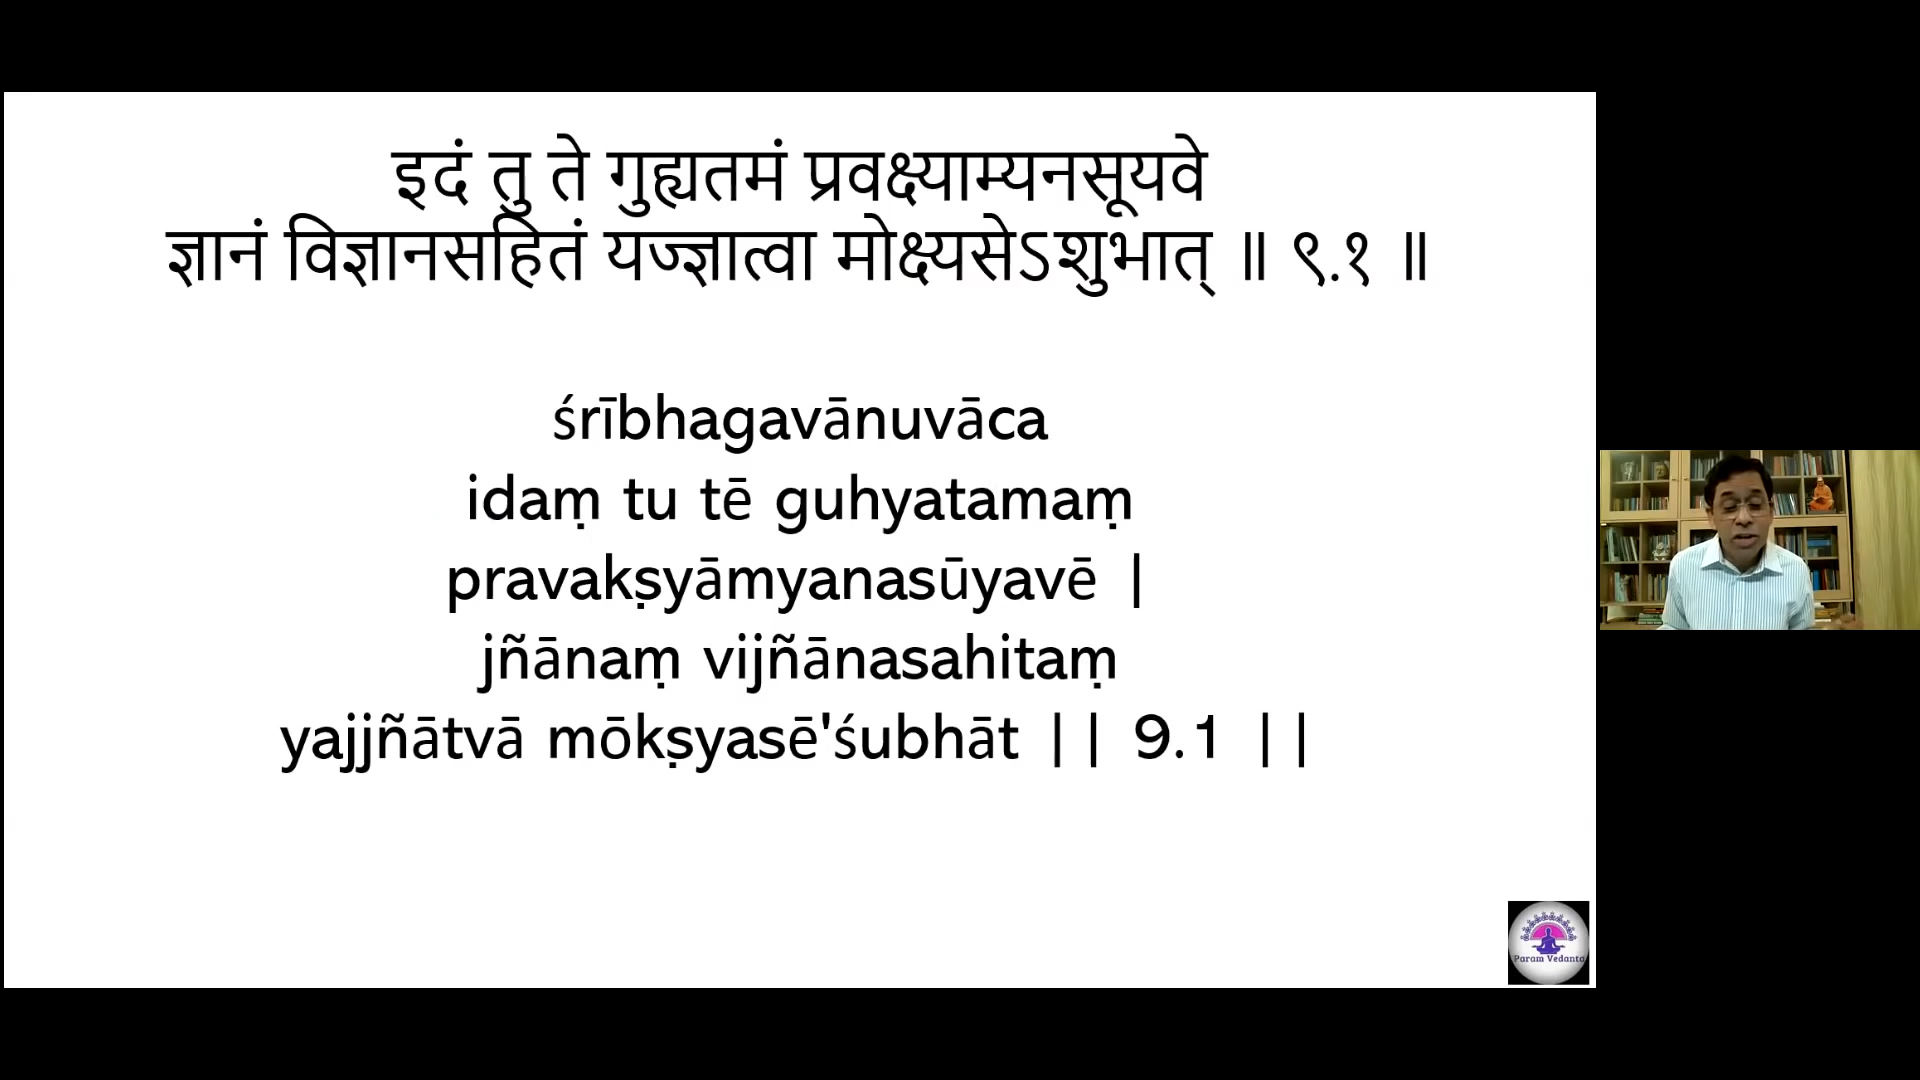 इदं तु ते गुह्यतमं प्रवक्ष्याम्यनसूयवे
ज्ञानं विज्ञानसहितं यज्ज्ञात्वा मोक्ष्यसेऽशुभात् ॥ ९.१ ॥
śrībhagavānuvāca
idaṃ tu tē guhyatamaṃ
pravakṣyāmyanasūyavē |
jñānaṃ vijñānasahitaṃ
yajjñātvā mōkṣyasē'śubhāt || 9.1 ||
Param Vedanta